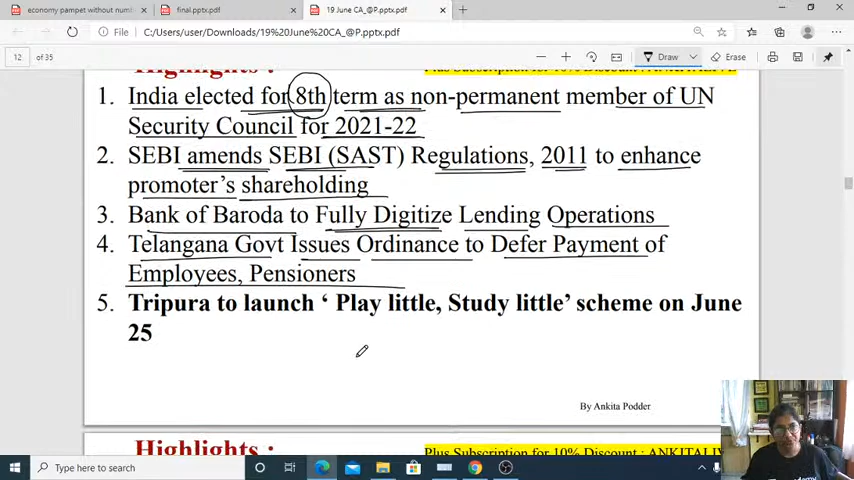 economy pampet without num
final.pptx.pdf
19 June CA_@P.pptx.pdf
File
C:/Users/user/Downloads/19%20June%20CA_@P.pptx.pdf
12 of 35
Draw
Erase
Highlights :
1. India elected for 8th term as non-permanent member of UN
Security Council for 2021-22
2. SEBI amends SEBI (SAST) Regulations, 2011 to enhance
promoter's shareholding
3. Bank of Baroda to Fully Digitize Lending Operations
4. Telangana Govt Issues Ordinance to Defer Payment of
Employees, Pensioners
5. Tripura to launch ‘ Play little, Study little’ scheme on June
25
By Ankita Podder
Highlights :
Plus Subscription for 10% Discount : ANKITALIV
Type here to search